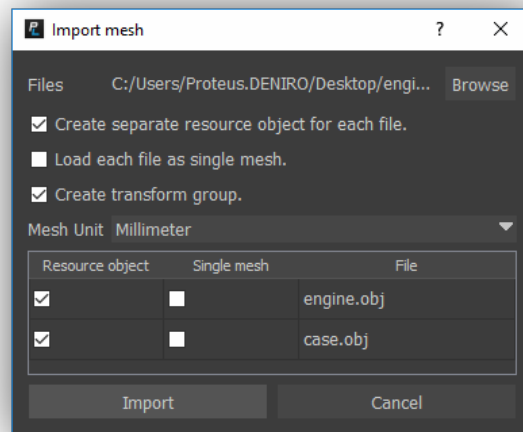 Import mesh ?
Files C:/Users/Proteus.DENIRO/Desktop/engi... Browse
Create separate resource object for each file.
Load each file as single mesh.
Create transform group.
Mesh Unit Millimeter
Resource object Single mesh File
engine.obj
case.obj
Import Cancel